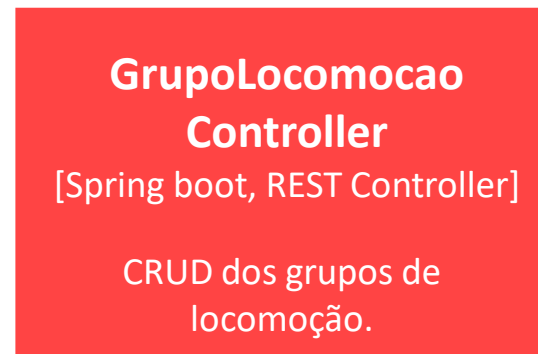 GrupoLocomocao
Controller
[Spring boot, REST Controller]
CRUD dos grupos de
locomoção.